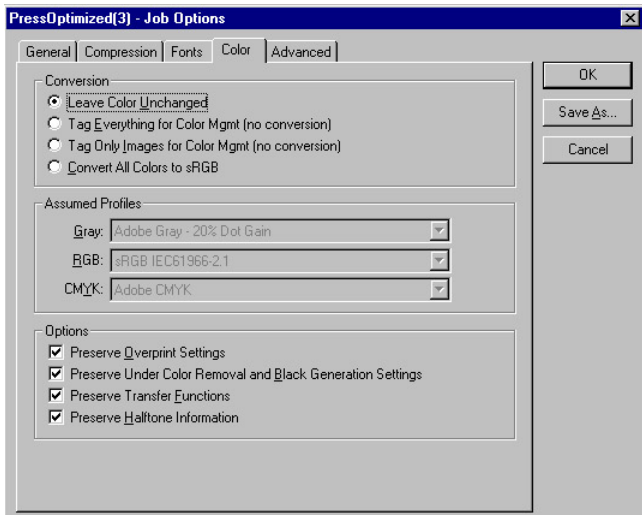 PressOptimized(3) - Job Options
General Compression Fonts Color Advanced
Conversion
Leave Color Unchanged
Tag Everything for Color Mgmt (no conversion)
Tag Only Images for Color Mgmt (no conversion)
Convert All Colors to sRGB
Assumed Profiles
Gray: Adobe Gray - 20% Dot Gain
RGB: sRGB IEC61966-2.1
CMYK: Adobe CMYK
Options
Preserve Overprint Settings
Preserve Under Color Removal and Black Generation Settings
Preserve Transfer Functions
Preserve Halftone Information
OK
Save As...
Cancel